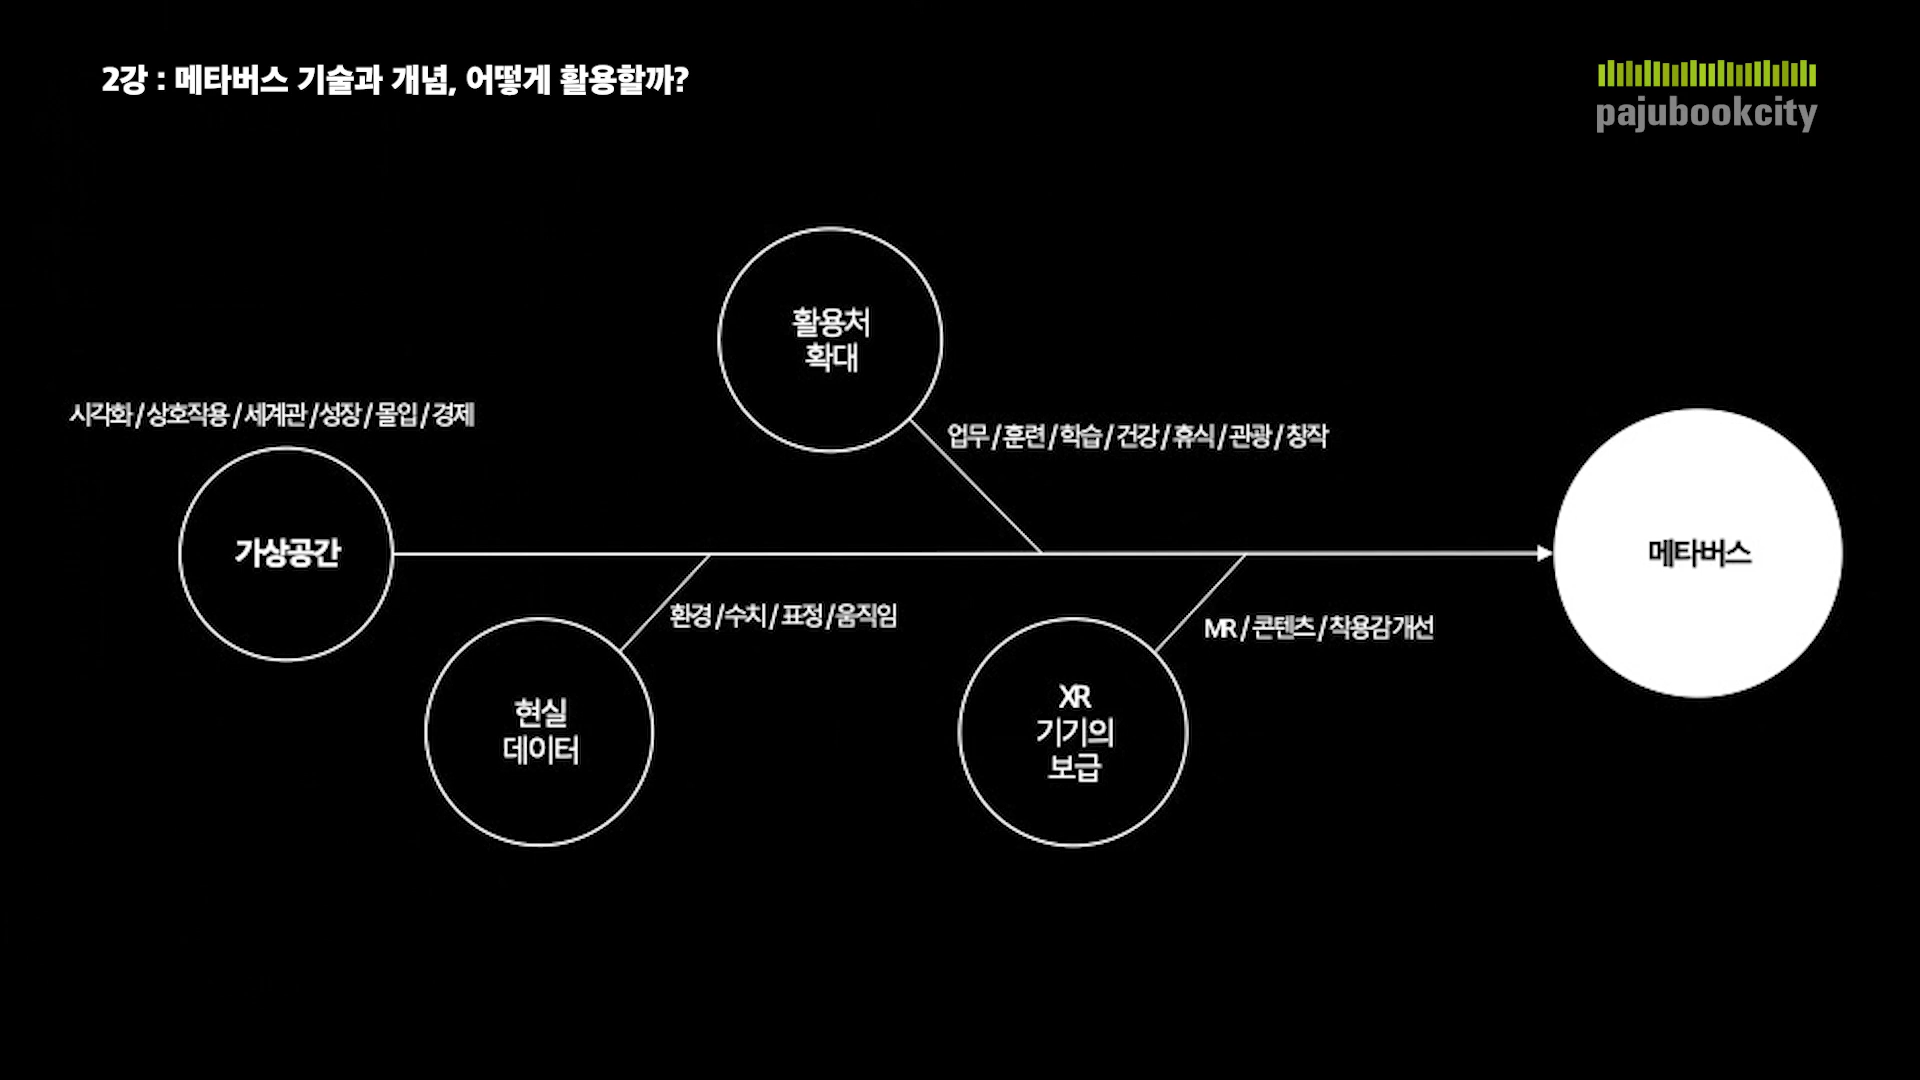 2강 : 메타버스 기술과 개념, 어떻게 활용할까?
pajubookcity
활용처
확대
시각화 / 상호작용 / 세계관 / 성장 / 몰입 / 경제
업무 / 훈련 / 학습 / 건강 / 휴식 / 관광 / 창작
가상공간
메타버스
환경 / 수치 / 표정 / 움직임
MR / 콘텐츠 / 착용감 개선
현실
데이터
XR
기기의
보급